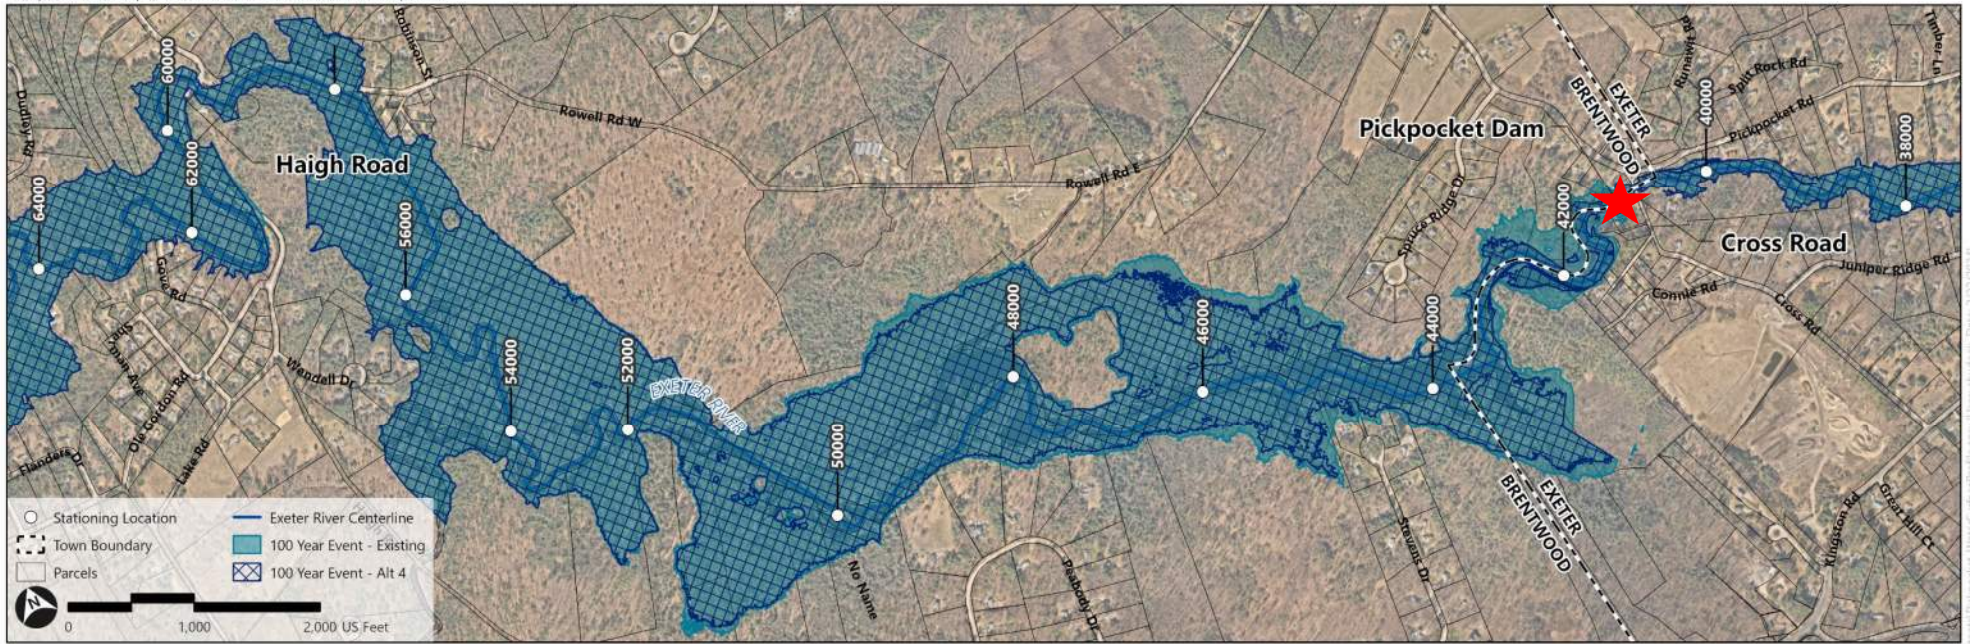 Robinson St
60000
Dudley Rd
Rowell Rd W
Runawit Rd
Split Rock Rd
Timber Ln
40000
Pickpocket Rd
38000
EXETER
BRENTWOOD
Pickpocket Dam
Haigh Road
62000
64000
56000
Rowell Rd E
Spruce Ridge Dr
42000
Cross Road
Juniper Ridge Rd
Connie Rd
Cross Rd
Gove Rd
Sherman Ave
Ole Gordon Rd
Wendell Dr
54000
52000
EXETER RIVER
48000
46000
44000
50000
Lake Rd
Flanders Dr
No Name
Peabody Dr
Stevens Dr
EXETER
BRENTWOOD
Kingston Rd
Great Hill Ct
Stationing Location
Town Boundary
Parcels
Exeter River Centerline
100 Year Event - Existing
100 Year Event - Alt 4
N
0 1,000 2,000 US Feet